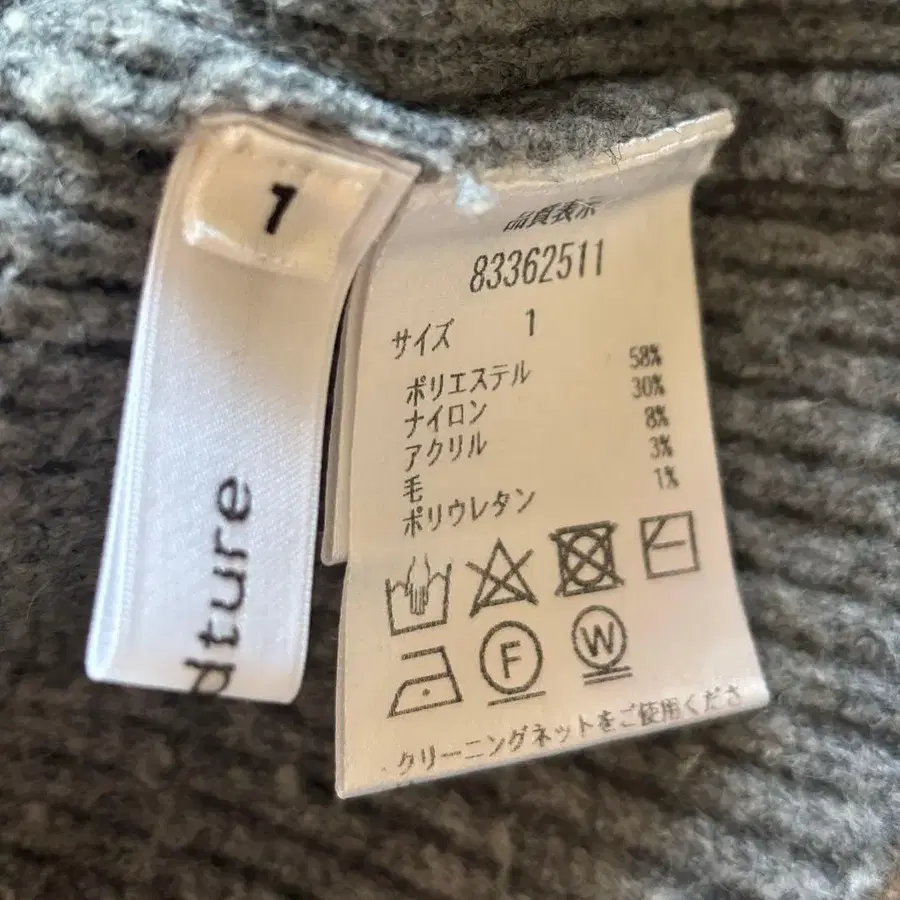 1
dture
品質表示
83362511
サイズ 1
ポリエステル 58%
ナイロン 30%
アクリル 8%
毛 3%
ポリウレタン 1%
F W
クリーニングネットをご使用くださ